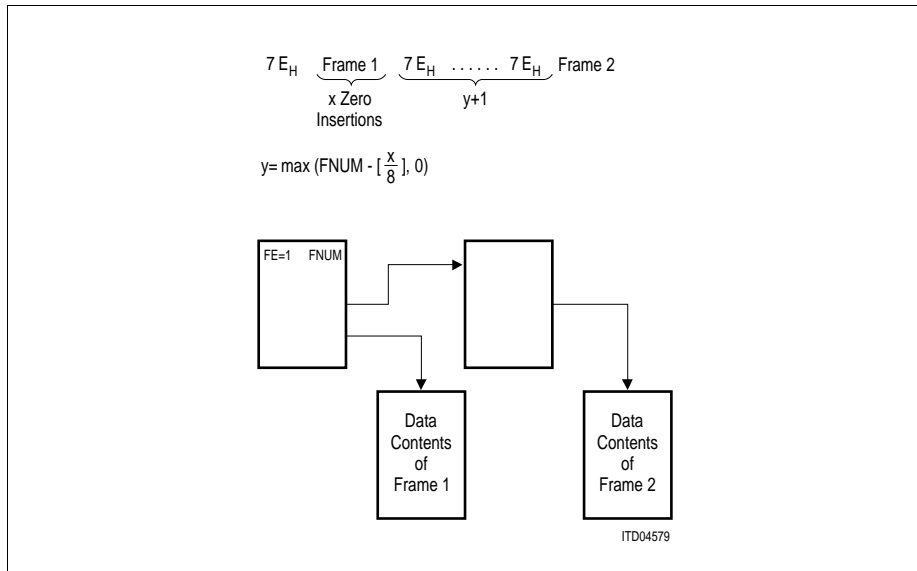 7 E_H Frame 1 7 E_H . . . . . . 7 E_H Frame 2
x Zero
Insertions
y+1
y= max (FNUM - [ x/8 ], 0)
FE=1 FNUM
Data
Contents
of
Frame 1
Data
Contents
of
Frame 2
ITD04579